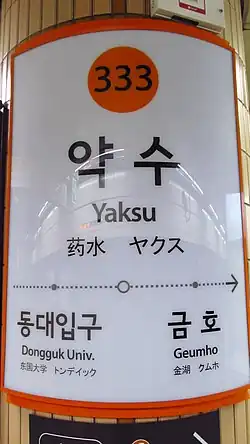 333
약수
Yaksu
药水 ヤクス
동대입구 금호
Dongguk Univ. Geumho
东国大学 トンデイック 金湖 クムホ